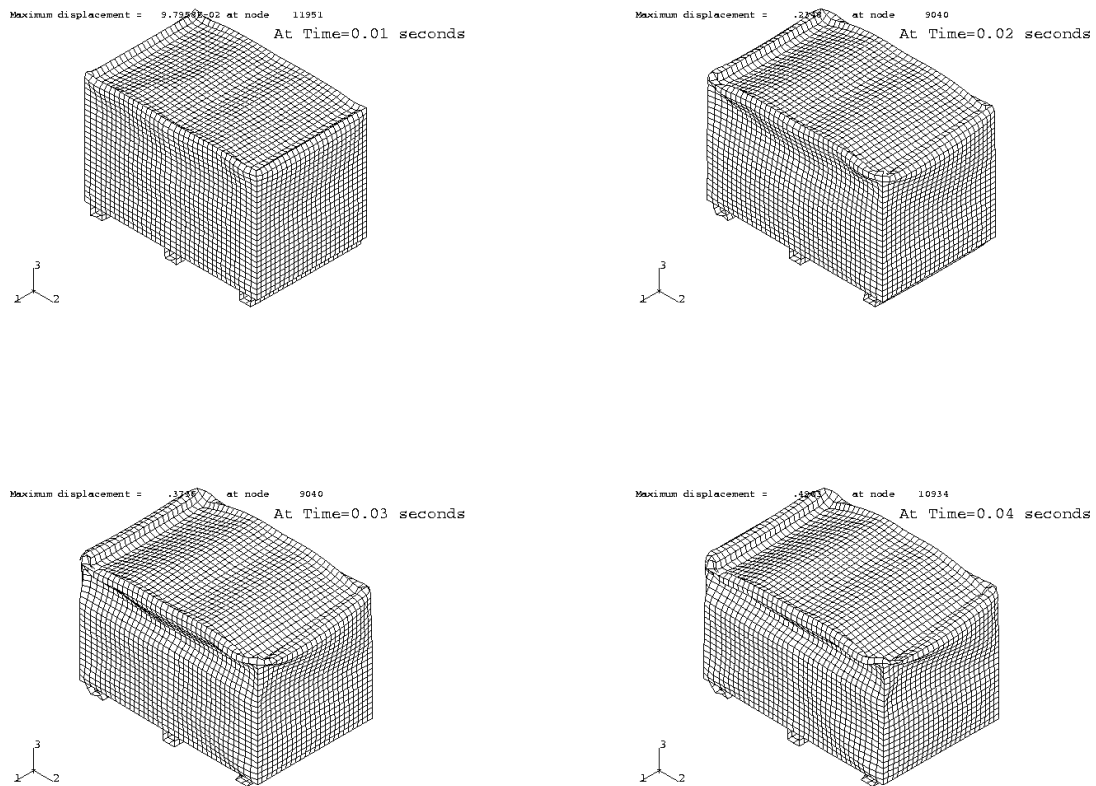 Maximum displacement = at node 11951
At Time=0.01 seconds
3
1 2
Maximum displacement = at node 9040
At Time=0.02 seconds
3
1 2
Maximum displacement = at node 9040
At Time=0.03 seconds
3
1 2
Maximum displacement = at node 10934
At Time=0.04 seconds
3
1 2